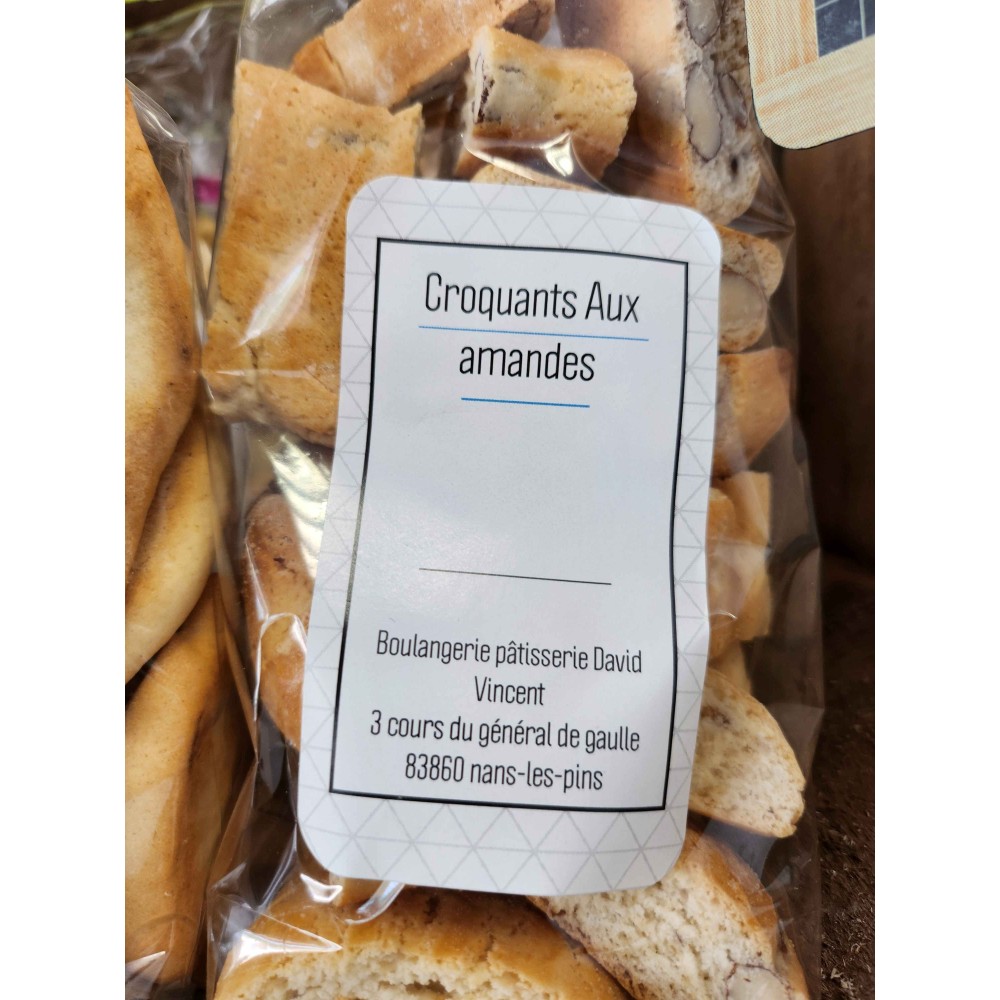 Croquants Aux
amandes
Boulangerie pâtisserie David
Vincent
3 cours du général de gaulle
83860 nans-les-pins